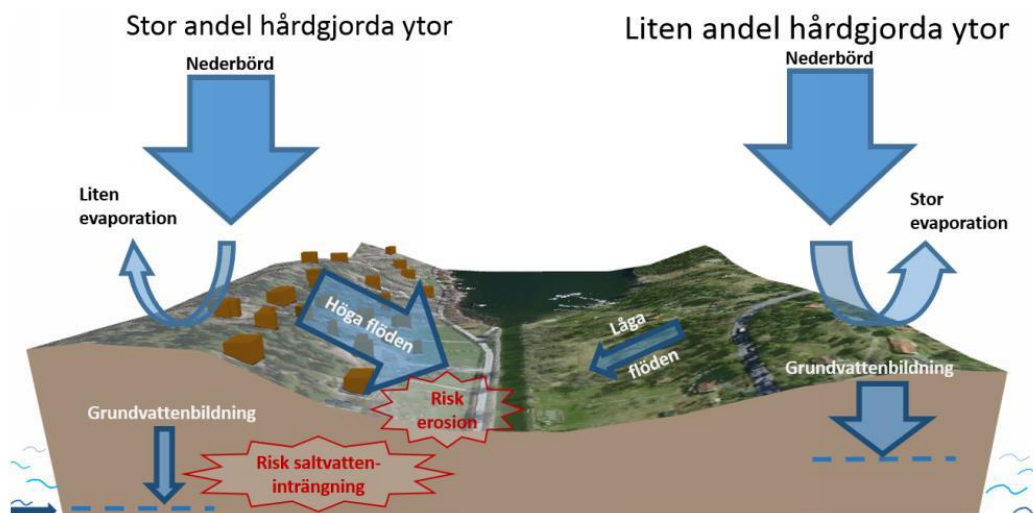 Stor andel hårdgjorda ytor
Nederbörd
Liten
evaporation
Höga flöden
Risk
erosion
Grundvattenbildning
Risk saltvatten-
inträngning
Liten andel hårdgjorda ytor
Nederbörd
Stor
evaporation
Låga
flöden
Grundvattenbildning